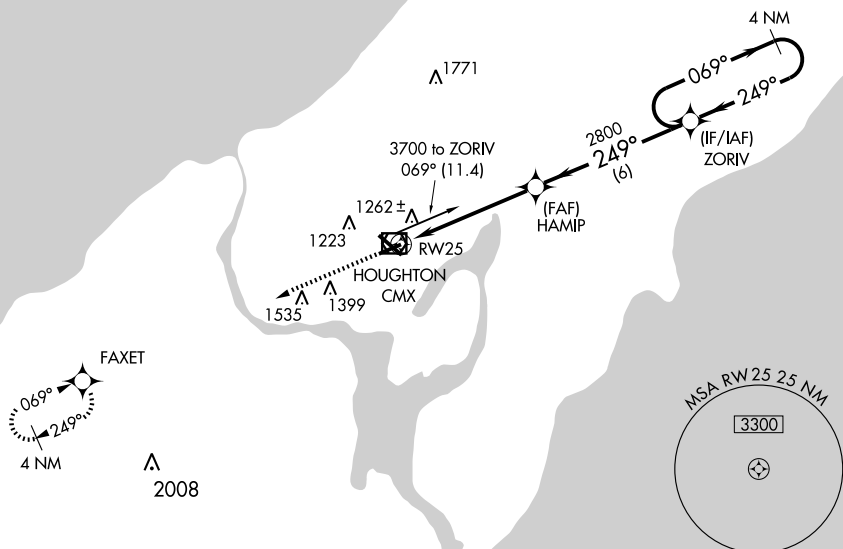 4 NM
1771
069°
249°
(IF/IAF)
ZORIV
2800
249°
(6)
3700 to ZORIV
069° (11.4)
(FAF)
HAMIP
1262 ±
1223
RW25
HOUGHTON
CMX
1535
1399
FAXET
069°
249°
4 NM
2008
MSA RW25 25 NM
3300